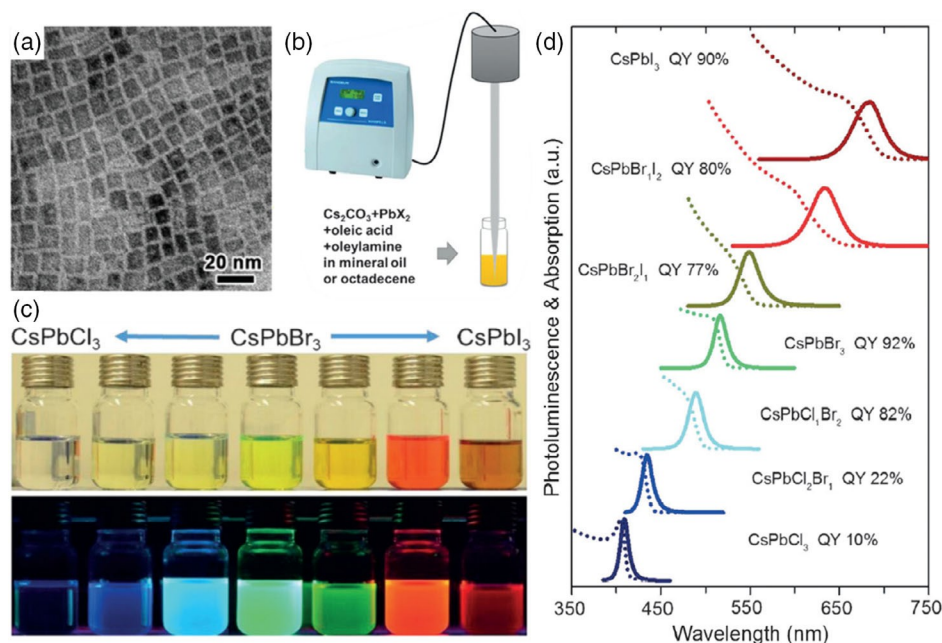 (a)
20 nm
(b)
Cs₂CO₃+PbX₂
+oleic acid
+oleylamine
in mineral oil
or octadecene
(c)
CsPbCl₃
CsPbBr₃
CsPbI₃
(d)
Photoluminescence & Absorption (a.u.)
CsPbI₃ QY 90%
CsPbBr₁I₂ QY 80%
CsPbBr₂I₁ QY 77%
CsPbBr₃ QY 92%
CsPbCl₁Br₂ QY 82%
CsPbCl₂Br₁ QY 22%
CsPbCl₃ QY 10%
350 450 550 650 750
Wavelength (nm)